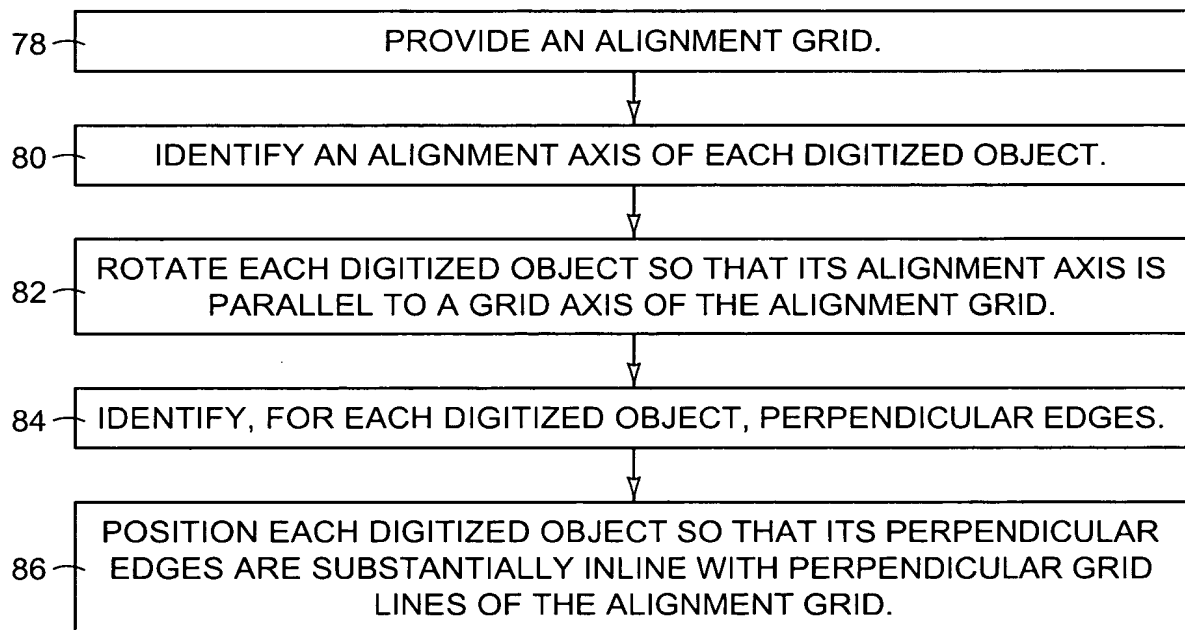 78 PROVIDE AN ALIGNMENT GRID.
80 IDENTIFY AN ALIGNMENT AXIS OF EACH DIGITIZED OBJECT.
ROTATE EACH DIGITIZED OBJECT SO THAT ITS ALIGNMENT AXIS IS
82 PARALLEL TO A GRID AXIS OF THE ALIGNMENT GRID.
84 IDENTIFY, FOR EACH DIGITIZED OBJECT, PERPENDICULAR EDGES.
POSITION EACH DIGITIZED OBJECT SO THAT ITS PERPENDICULAR
86 EDGES ARE SUBSTANTIALLY INLINE WITH PERPENDICULAR GRID
LINES OF THE ALIGNMENT GRID.